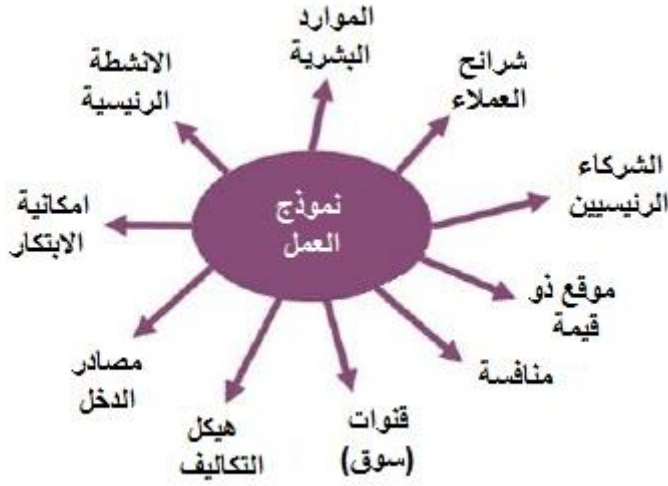 الموارد
البشرية
شرائح
العملاء
الشركاء
الرئيسيين
موقع ذو
قيمة
منافسة
قنوات
(سوق)
هيكل
التكاليف
مصادر
الدخل
امكانية
الابتكار
الانشطة
الرئيسية
نموذج
العمل